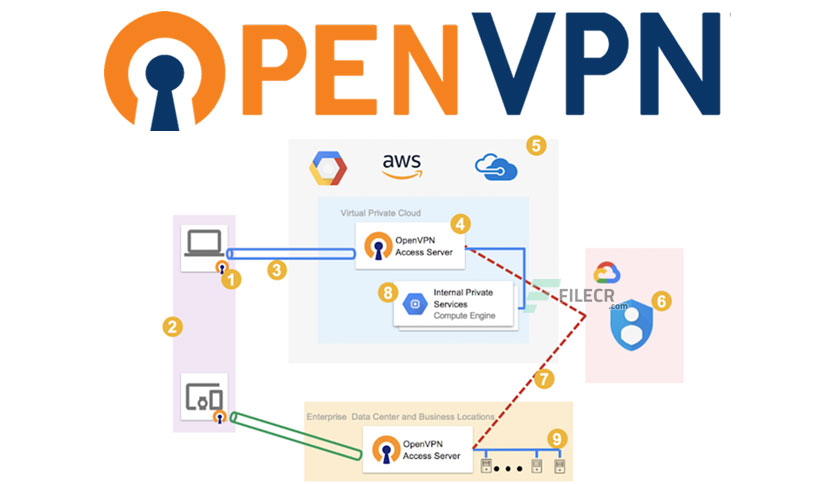 OPENVPN
aws
5
Virtual Private Cloud
4
OpenVPN
Access Server
1
3
8
Internal Private
Services
Compute Engine
FILECR
.com
6
2
7
Enterprise Data Center and Business Locations
OpenVPN
Access Server
9